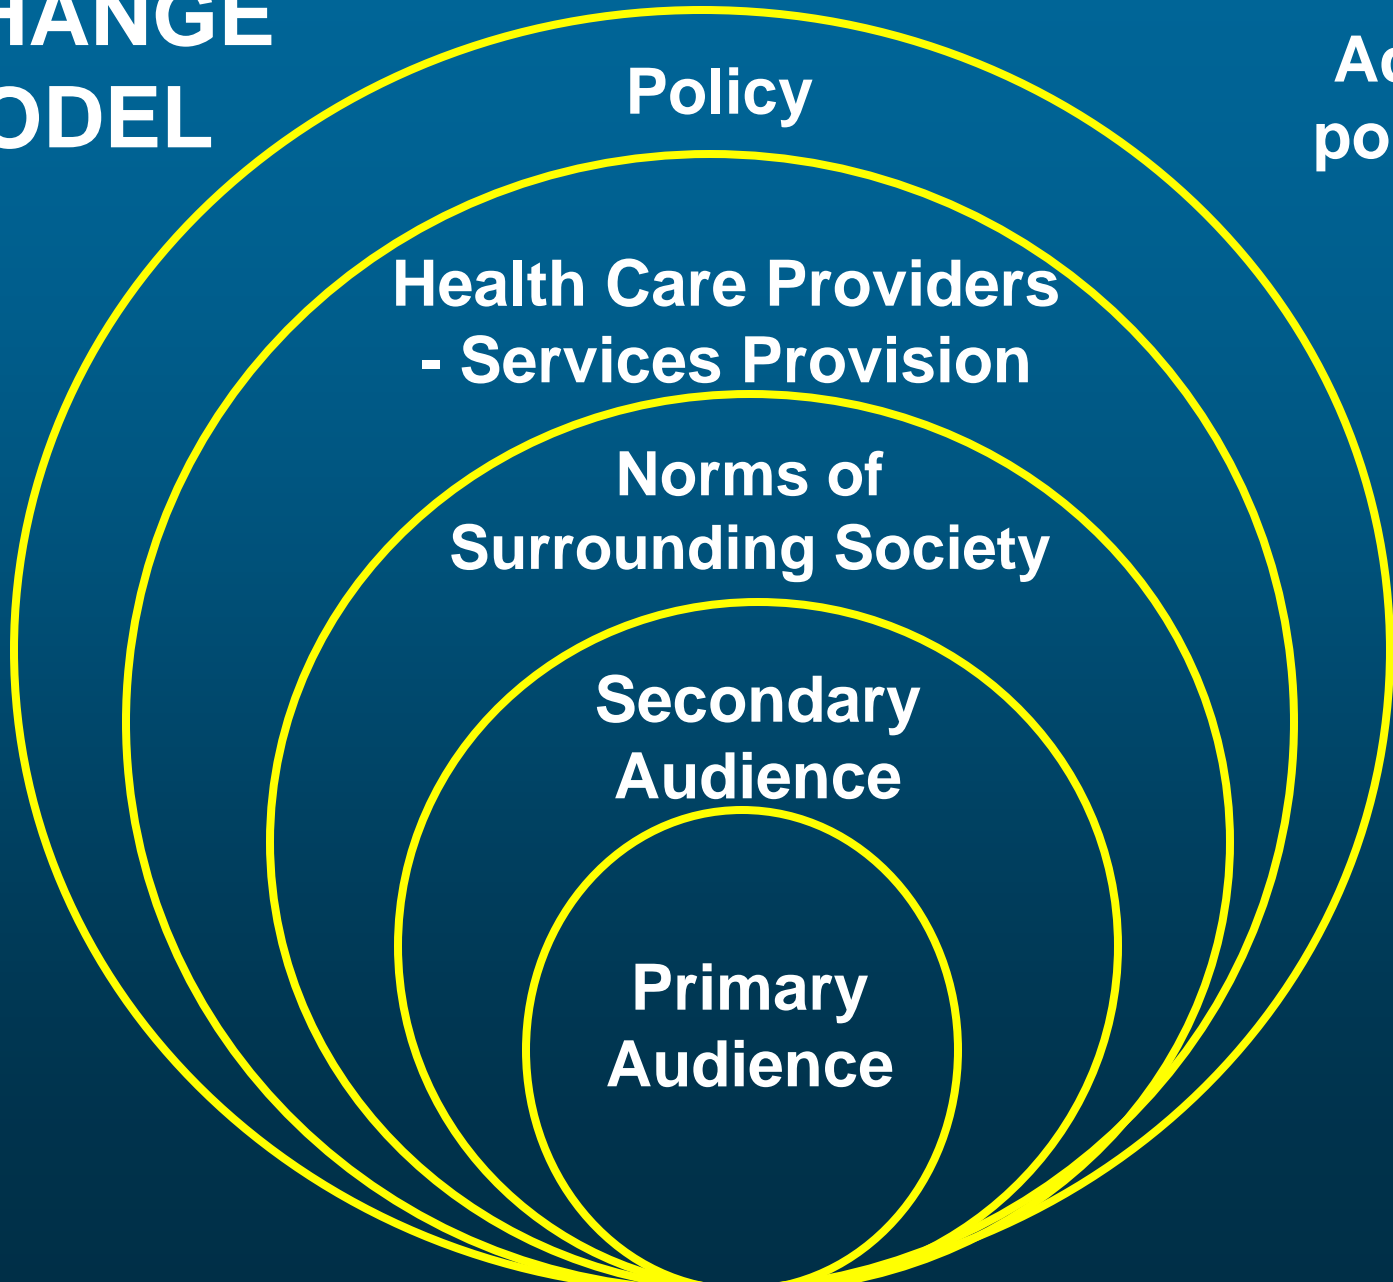 HANGE
ODEL
Policy
Health Care Providers
- Services Provision
Norms of
Surrounding Society
Secondary
Audience
Primary
Audience